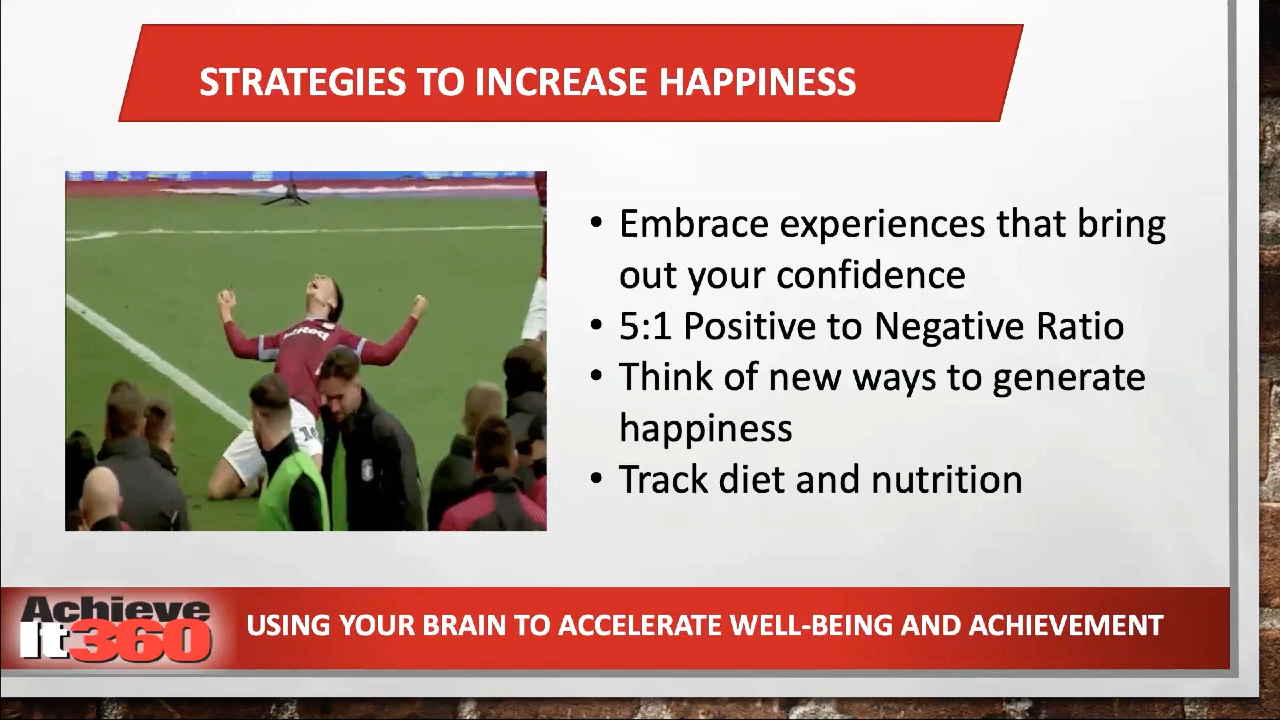 STRATEGIES TO INCREASE HAPPINESS
• Embrace experiences that bring
out your confidence
• 5:1 Positive to Negative Ratio
• Think of new ways to generate
happiness
• Track diet and nutrition
10
Achieve
It360
USING YOUR BRAIN TO ACCELERATE WELL-BEING AND ACHIEVEMENT